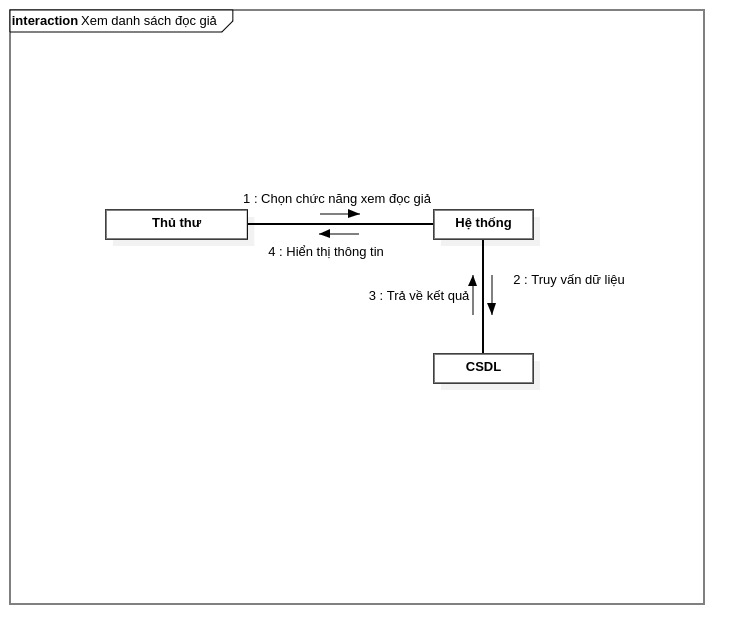 interaction Xem danh sách đọc giả
1 : Chọn chức năng xem đọc giả
Thủ thư
Hệ thống
4 : Hiển thị thông tin
2 : Truy vấn dữ liệu
3 : Trả về kết quả
CSDL